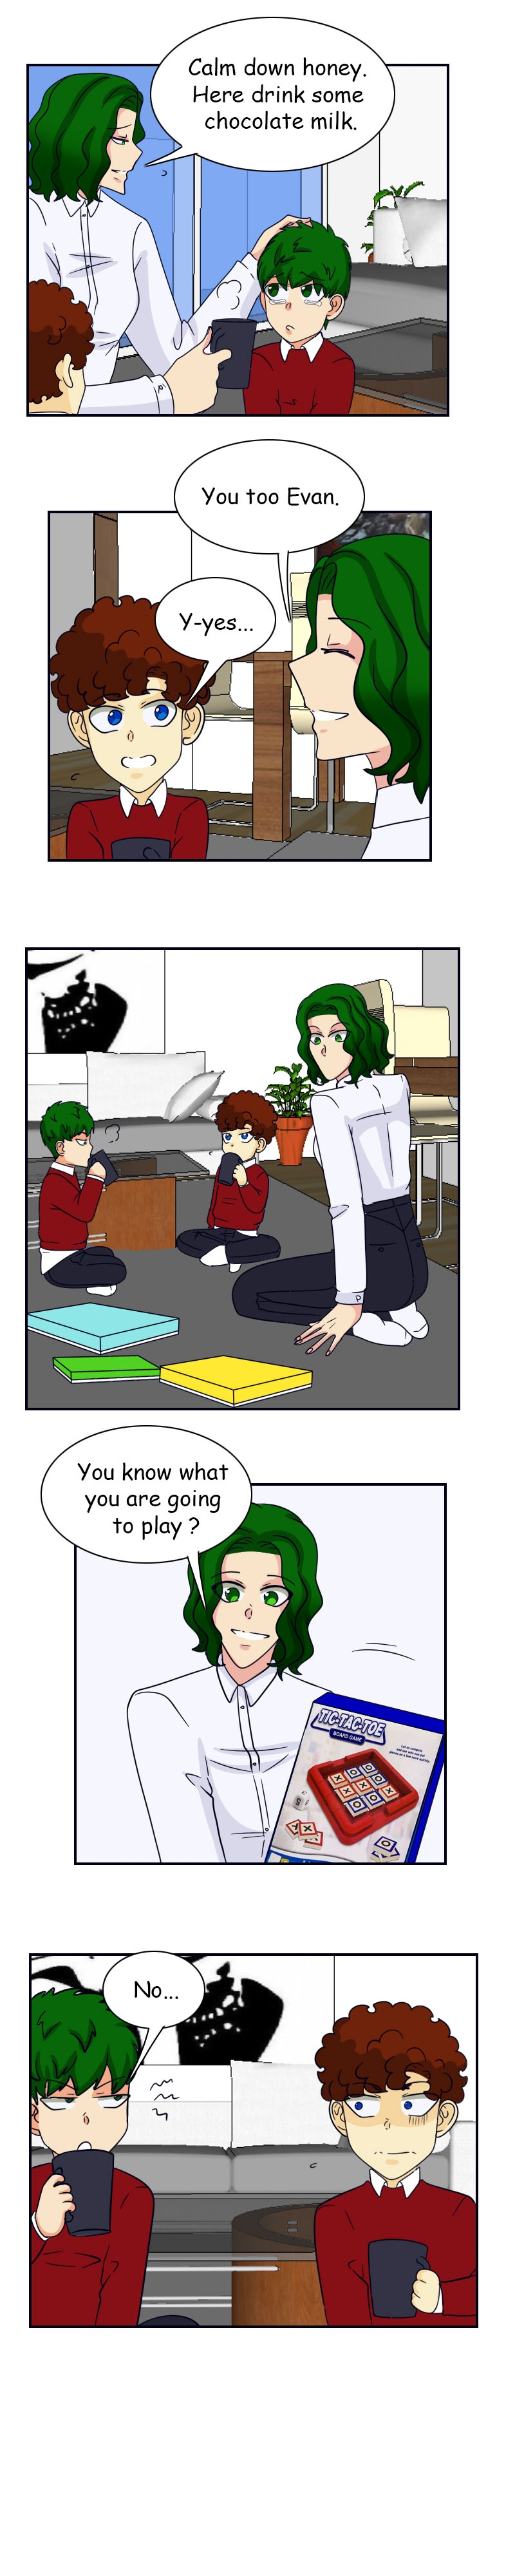 Calm down honey.
Here drink some
chocolate milk.
You too Evan.
Y-yes...
You know what
you are going
to play ?
TIC-TAC-TOE
BOARD GAME
No...